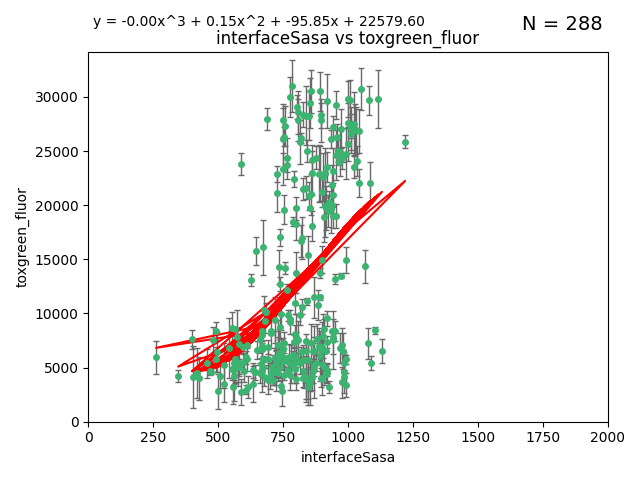 y = -0.00x^3 + 0.15x^2 + -95.85x + 22579.60
N = 288
interfaceSasa vs toxgreen_fluor
toxgreen_fluor
30000
25000
20000
15000
10000
5000
0
0 250 500 750 1000 1250 1500 1750 2000
interfaceSasa